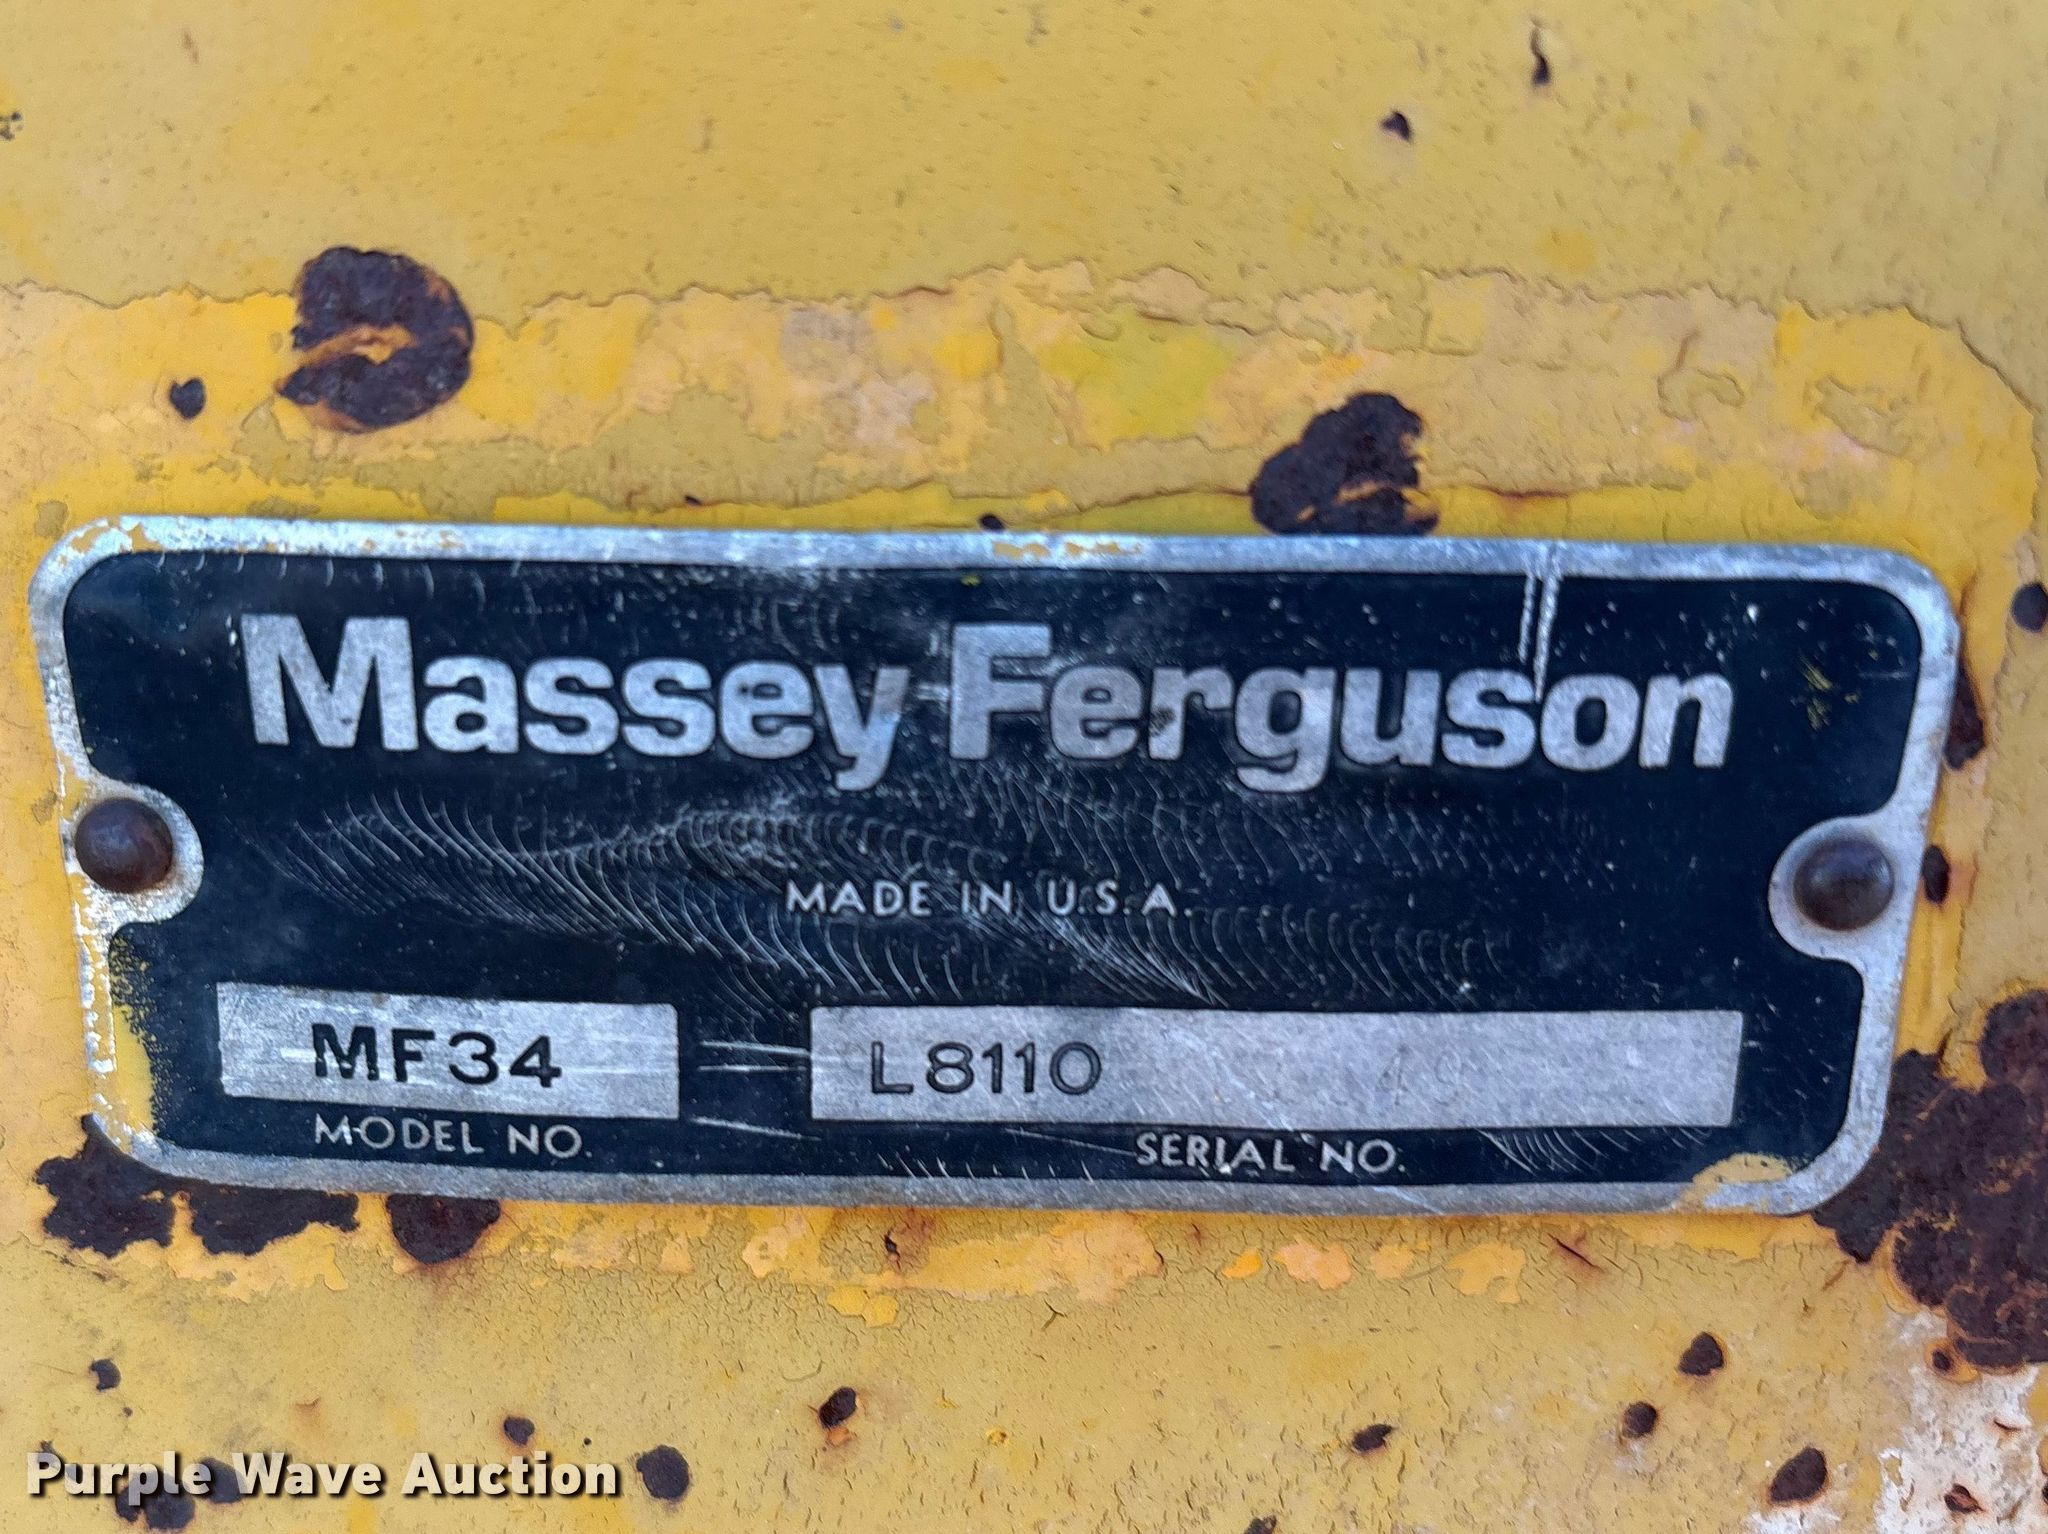 Massey Ferguson
MADE IN U.S.A.
MF34 L8110
MODEL NO. SERIAL NO.
Purple Wave Auction